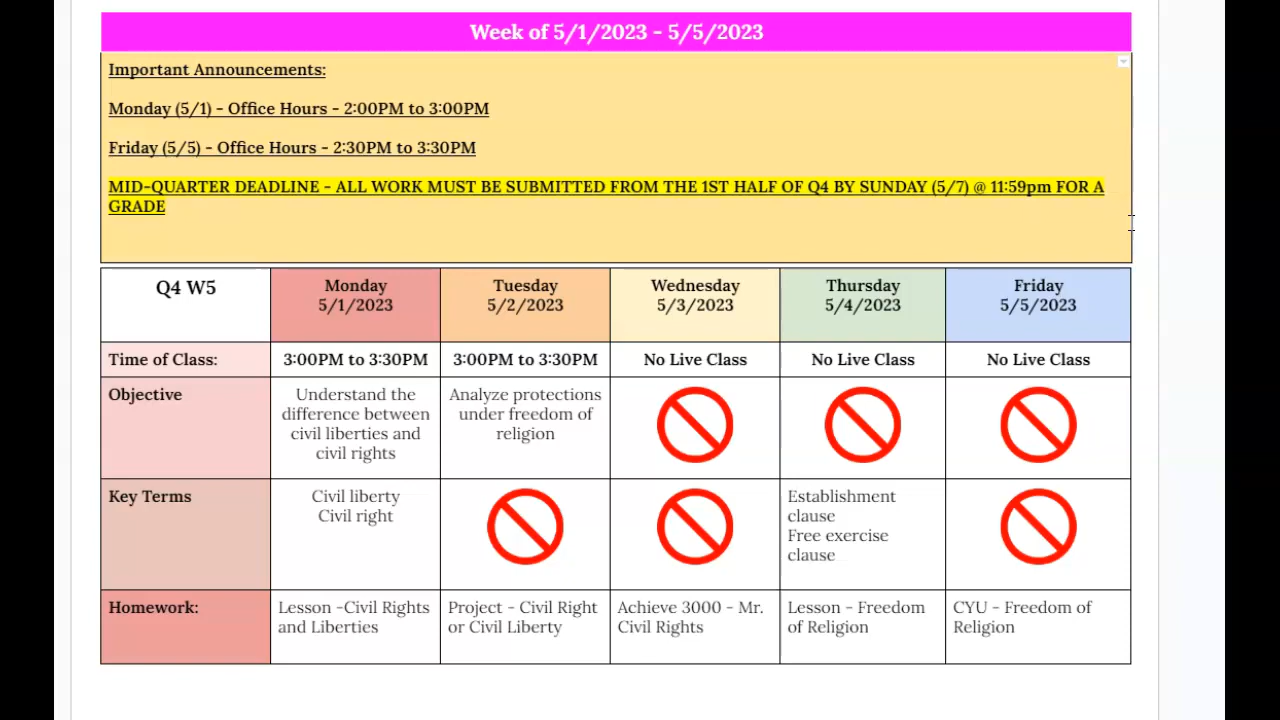 Week of 5/1/2023 - 5/5/2023
Important Announcements:
Monday (5/1) - Office Hours - 2:00PM to 3:00PM
Friday (5/5) - Office Hours - 2:30PM to 3:30PM
MID-QUARTER DEADLINE - ALL WORK MUST BE SUBMITTED FROM THE 1ST HALF OF Q4 BY SUNDAY (5/7) @ 11:59pm FOR A
GRADE
Q4 W5
Monday
5/1/2023
Tuesday
5/2/2023
Wednesday
5/3/2023
Thursday
5/4/2023
Friday
5/5/2023
Time of Class:
3:00PM to 3:30PM
3:00PM to 3:30PM
No Live Class
No Live Class
No Live Class
Objective
Understand the
difference between
civil liberties and
civil rights
Analyze protections
under freedom of
religion
Key Terms
Civil liberty
Civil right
Establishment
clause
Free exercise
clause
Homework:
Lesson -Civil Rights
and Liberties
Project - Civil Right
or Civil Liberty
Achieve 3000 - Mr.
Civil Rights
Lesson - Freedom
of Religion
CYU - Freedom of
Religion